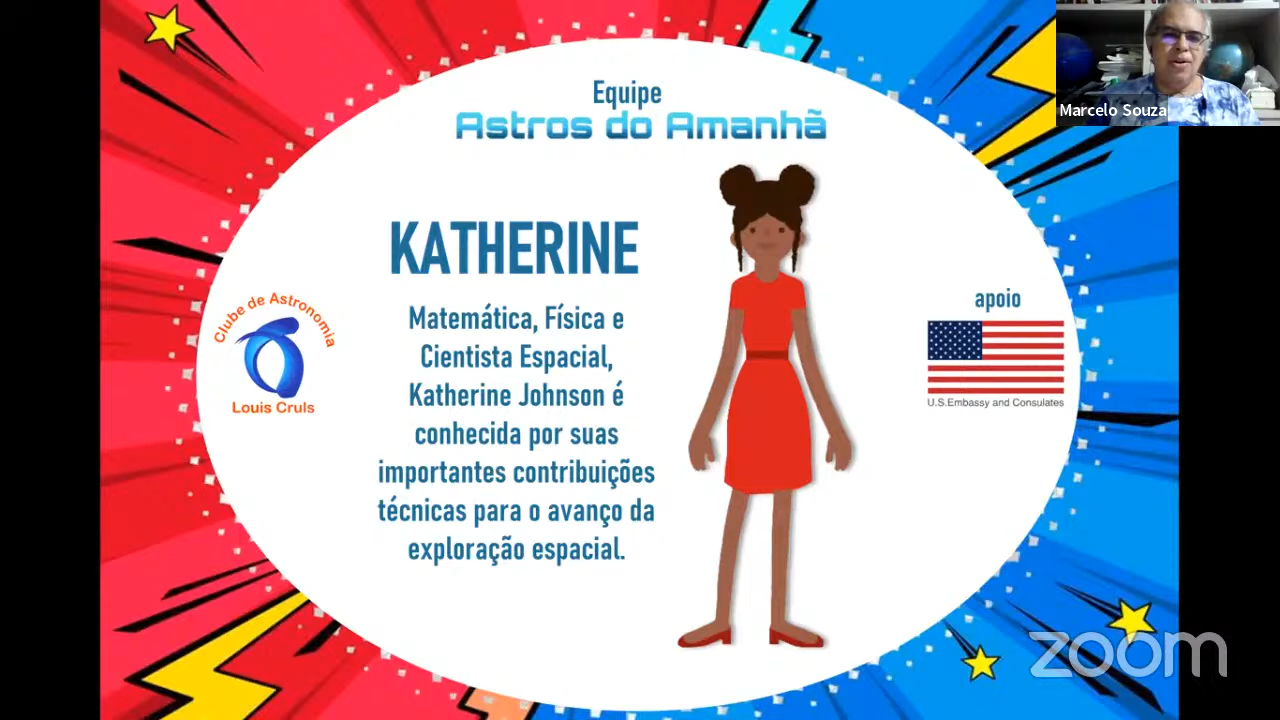 Equipe
Astros do Amanhã
Marcelo Souza
KATHERINE
Matemática, Física e
Cientista Espacial,
Katherine Johnson é
conhecida por suas
importantes contribuições
técnicas para o avanço da
exploração espacial.
Clube de Astronomia
Louis Cruls
apoio
U.S.Embassy and Consulates
zoom